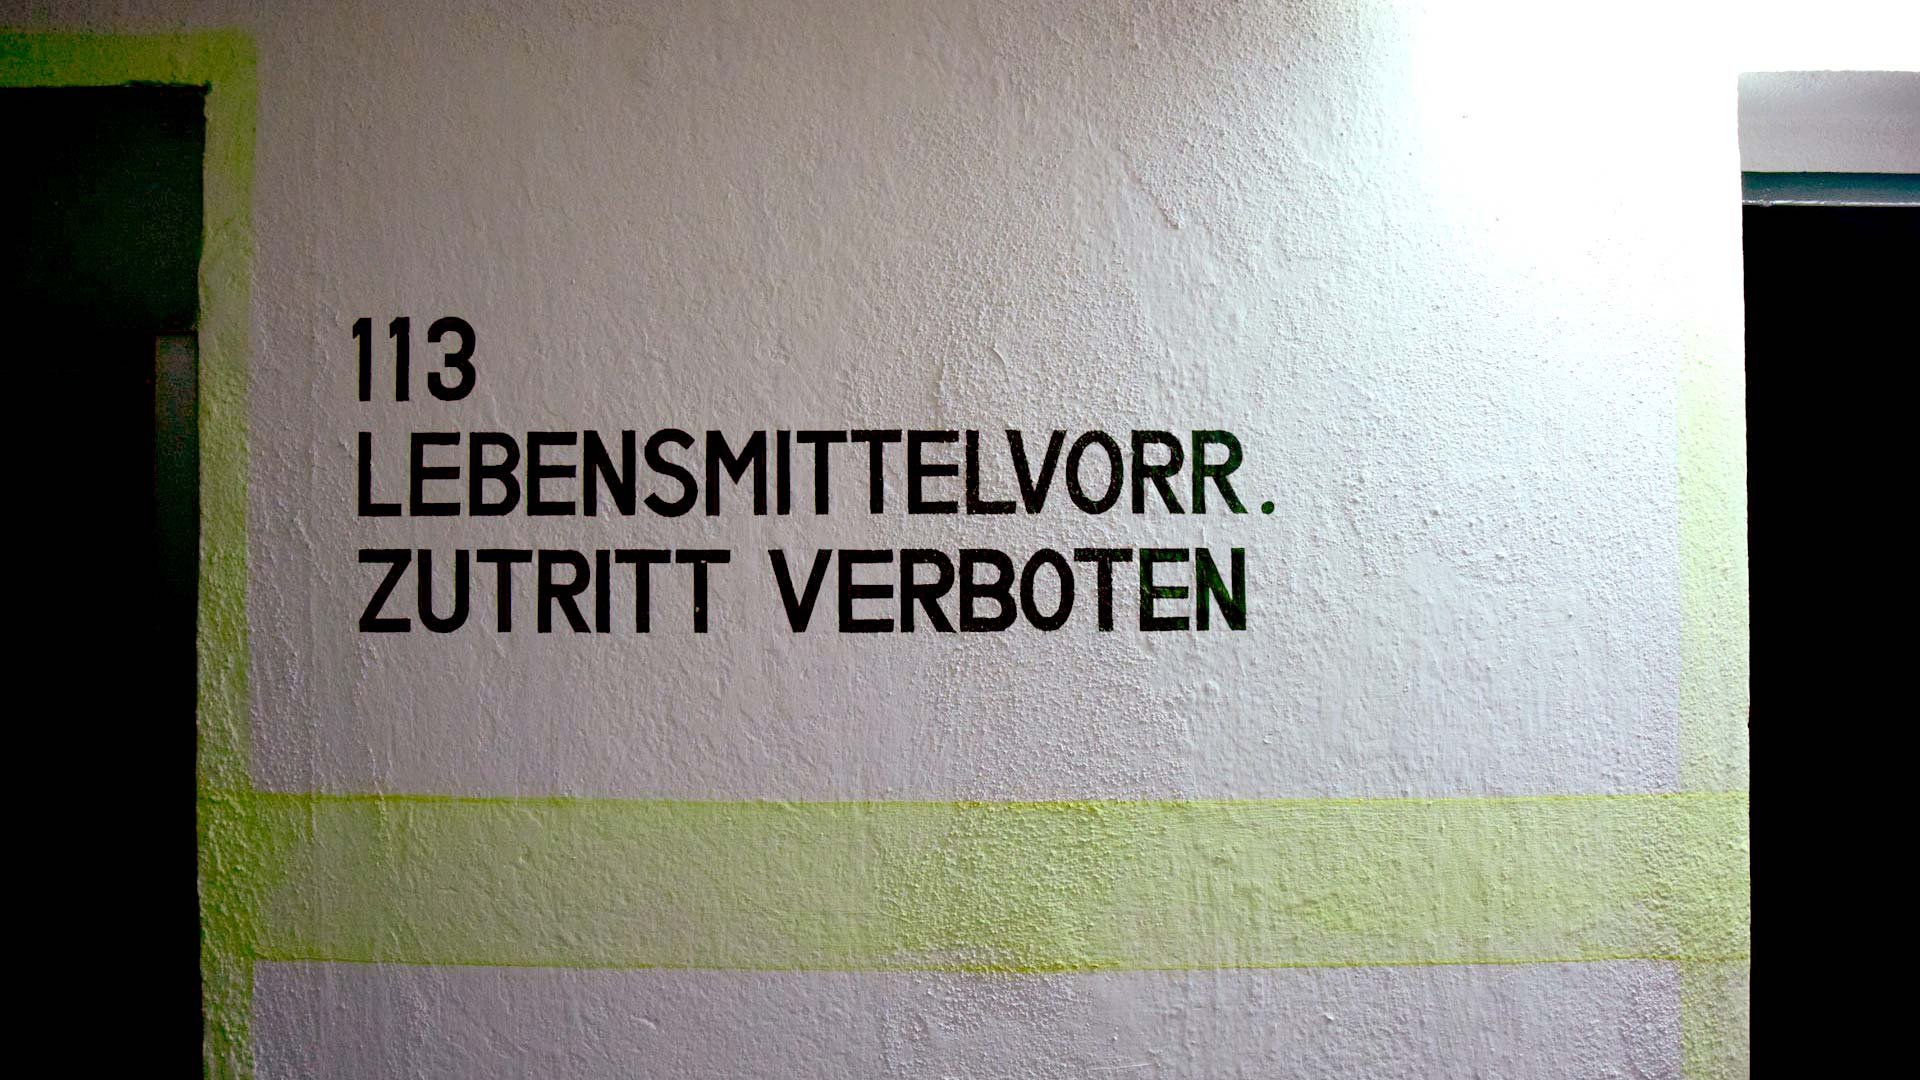 113
LEBENSMITTELVORR.
ZUTRITT VERBOTEN